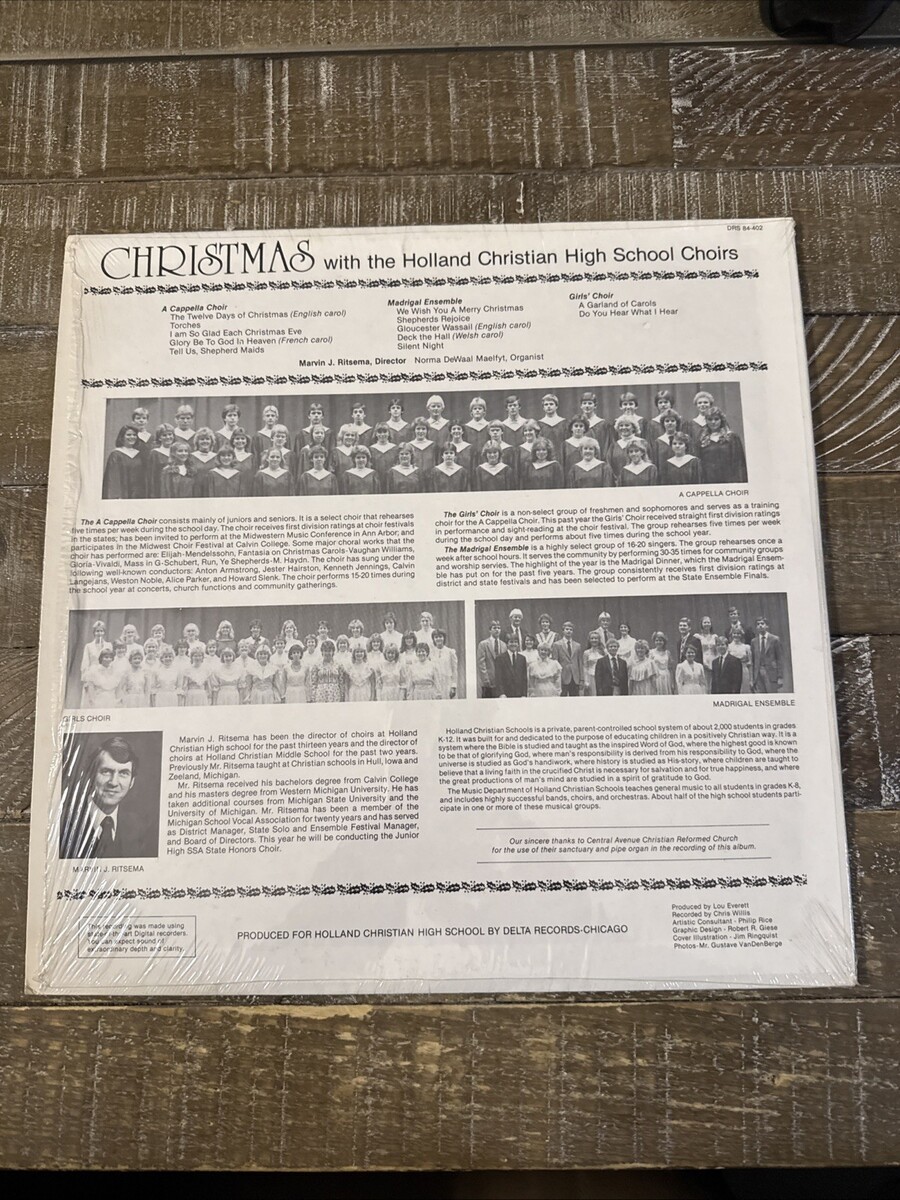 DRS 84-402
CHRISTMAS with the Holland Christian High School Choirs
A Cappella Choir
The Twelve Days of Christmas (English carol)
Torches
I am So Glad Each Christmas Eve
Glory Be To God in Heaven (French carol)
Tell Us, Shepherd Maids
Madrigal Ensemble
We Wish You A Merry Christmas
Shepherds Rejoice
Gloucester Wassail (English carol)
Deck the Hall (Welsh carol)
Silent Night
Girls' Choir
A Garland of Carols
Do You Hear What I Hear
Marvin J. Ritsema, Director Norma DeWaal Maelfyt, Organist
A CAPPELLA CHOIR
The A Cappella Choir consists mainly of juniors and seniors. It is a select choir that rehearses
five times per week during the school day. The choir receives first division ratings at choir festivals
in the states; has been invited to perform at the Midwestern Music Conference in Ann Arbor; and
participates in the Midwest Choir Festival at Calvin College. Some major choral works that the
choir has performed are: Elijah-Mendelssohn, Fantasia on Christmas Carols-Vaughan Williams,
Gloria-Vivaldi, Mass in G-Schubert, Run, Ye Shepherds-M. Haydn. The choir has sung under the
following well-known conductors: Anton Armstrong, Jester Hairston, Kenneth Jennings, Calvin
Langejans, Weston Noble, Alice Parker, and Howard Slenk. The choir performs 15-20 times during
the school year at concerts, church functions and community gatherings.
The Girls' Choir is a non-select group of freshmen and sophomores and serves as a training
choir for the A Cappella Choir. This past year the Girls' Choir received straight first division ratings
in performance and sight-reading at the choir festival. The group rehearses five times per week
during the school day and performs about five times during the school year.
The Madrigal Ensemble is a highly select group of 16-20 singers. The group rehearses once a
week after school hours. It serves the community by performing 30-35 times for community groups
and worship servies. The highlight of the year is the Madrigal Dinner, which the Madrigal Ensem-
ble has put on for the past five years. The group consistently receives first division ratings at
district and state festivals and has been selected to perform at the State Ensemble Finals.
GIRLS CHOIR
MADRIGAL ENSEMBLE
Marvin J. Ritsema has been the director of choirs at Holland
Christian High school for the past thirteen years and the director of
choirs at Holland Christian Middle School for the past two years.
Previously Mr. Ritsema taught at Christian schools in Hull, Iowa and
Zeeland, Michigan.
Mr. Ritsema received his bachelors degree from Calvin College
and his masters degree from Western Michigan University. He has
taken additional courses from Michigan State University and the
University of Michigan. Mr. Ritsema has been a member of the
Michigan School Vocal Association for twenty years and has served
as District Manager, State Solo and Ensemble Festival Manager,
and Board of Directors. This year he will be conducting the Junior
High SSA State Honors Choir.
MARVIN J. RITSEMA
Holland Christian Schools is a private, parent-controlled school system of about 2,000 students in grades
K-12. It was built for and dedicated to the purpose of educating children in a positively Christian way. It is a
system where the Bible is studied and taught as the inspired Word of God, where the highest good is known
to be that of glorifying God, where man's responsibility is derived from his responsibility to God, where the
universe is studied as God's handiwork, where history is studied as His-story, where children are taught to
believe that a living faith in the crucified Christ is necessary for salvation and for true happiness, and where
the great productions of man's mind are studied in a spirit of gratitude to God.
The Music Department of Holland Christian Schools teaches general music to all students in grades K-8,
and includes highly successful bands, choirs, and orchestras. About half of the high school students parti-
cipate in one or more of these musical groups.
Our sincere thanks to Central Avenue Christian Reformed Church
for the use of their sanctuary and pipe organ in the recording of this album.
This recording was made using
state of the art Digital recorders.
You can expect sound of
extraordinary depth and clarity.
PRODUCED FOR HOLLAND CHRISTIAN HIGH SCHOOL BY DELTA RECORDS-CHICAGO
Produced by Lou Everett
Recorded by Chris Willis
Artistic Consultant - Philip Rice
Graphic Design - Robert R. Giese
Cover Illustration - Jim Ringquist
Photos-Mr. Gustave VanDenBerge